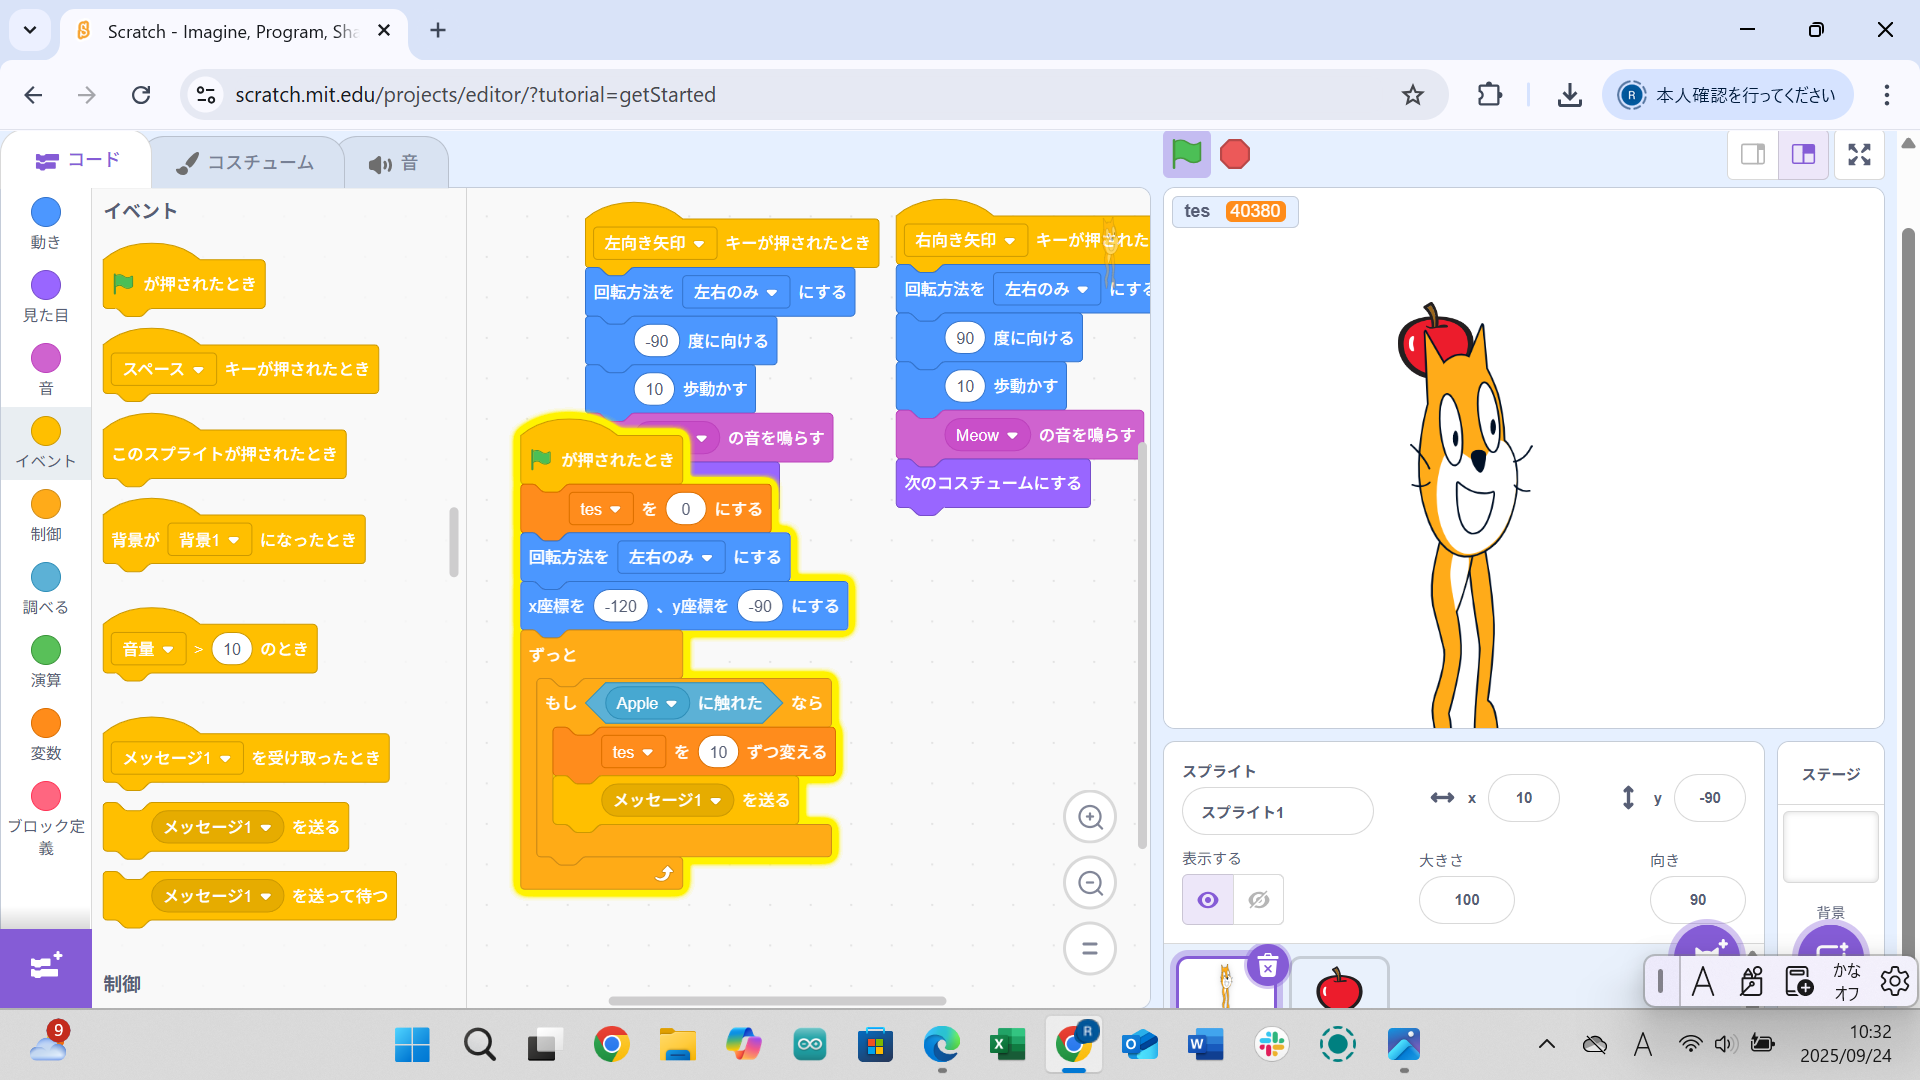 Scratch - Imagine, Program, Sha
scratch.mit.edu/projects/editor/?tutorial=getStarted
R
本人確認を行ってください
コード
コスチューム
音
動き
見た目
音
イベント
制御
調べる
演算
変数
ブロック定
義
イベント
が押されたとき
スペース キーが押されたとき
このスプライトが押されたとき
背景が 背景1 になったとき
音量 > 10 のとき
メッセージ1 を受け取ったとき
メッセージ1 を送る
メッセージ1 を送って待つ
制御
左向き矢印 キーが押されたとき
回転方法を 左右のみ にする
-90 度に向ける
10 歩動かす
の音を鳴らす
右向き矢印 キーが押された
回転方法を 左右のみ にする
90 度に向ける
10 歩動かす
Meow の音を鳴らす
次のコスチュームにする
が押されたとき
tes を 0 にする
回転方法を 左右のみ にする
x座標を -120 、y座標を -90 にする
ずっと
もし Apple に触れた なら
tes を 10 ずつ変える
メッセージ1 を送る
tes 40380
スプライト
スプライト1
x 10
y -90
表示する
大きさ
100
向き
90
ステージ
背景
A
かな
オフ
9
R
A
10:32
2025/09/24